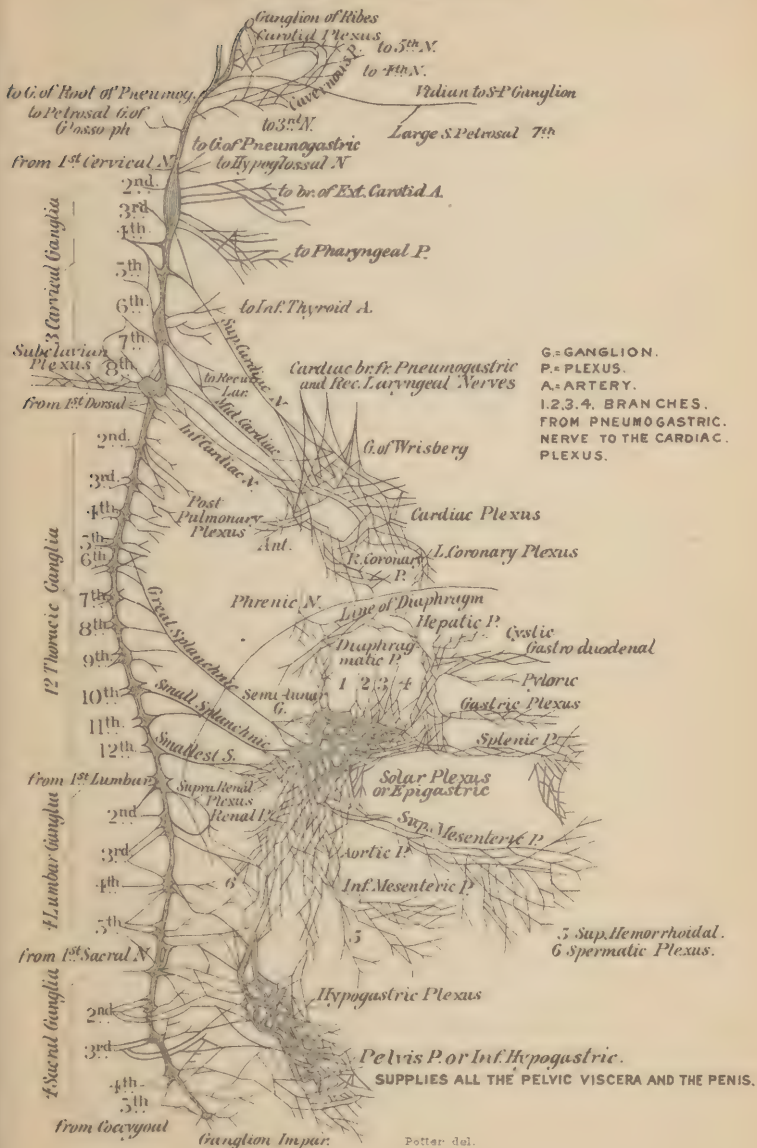 Ganglion of Ribes
Carotid Plexus
to 5th N.
to 4th N.
Cavernous P.
to G. of Root of Pneumog.
Vidian to S-P Ganglion
to Petrosal G. of
Glosso-ph
to 3rd N.
Large S. Petrosal 7th
to G. of Pneumogastric
from 1st Cervical N.
to Hypoglossal N
2nd.
to br. of Ext. Carotid A.
3rd
4th
to Pharyngeal P.
5th
3 Carvical Ganglia
6th
to Inf. Thyroid A.
7th
Sup. Cardiac N.
Subclavian
Plexus
8th
to Recur.
Lar.
Cardiac br. fr. Pneumogastric
and Rec. Laryngeal Nerves
G.=GANGLION.
P.=PLEXUS.
A.=ARTERY.
1.2.3.4. BRANCHES.
FROM PNEUMOGASTRIC.
NERVE TO THE CARDIAC.
PLEXUS.
from 1st Dorsal
Mid Cardiac
Inf Cardiac N.
2nd.
G. of Wrisberg
3rd
4th
Post
Pulmonary
Plexus
Ant.
Cardiac Plexus
5th
6th
R. Coronary
P.
L. Coronary Plexus
12 Thoracic Ganglia
7th
Great Splanchnic
Phrenic N.
Line of Diaphragm
8th
Hepatic P.
Cystic
Gastro duodenal
9th
Diaphrag-
matic P.
1 2 3 4
Pyloric
10th
Small Splanchnic
Semi-lunar
G.
Gastric Plexus
11th
12th
Smallest S.
Splenic P.
from 1st Lumbar
Supra Renal
Plexus
Renal P.
Solar Plexus
or Epigastric
2nd
Sup. Mesenteric P.
3rd
Aortic P.
4 Lumbar Ganglia
4th
6
Inf. Mesenteric P
5th
5
5 Sup. Hemorrhoidal.
6 Spermatic Plexus.
from 1st Sacral N
Hypogastric Plexus
4 Sacral Ganglia
2nd
3rd
Pelvis P. or Inf. Hypogastric.
SUPPLIES ALL THE PELVIC VISCERA AND THE PENIS.
4th
5th
from Coccygeal
Ganglion Impar.
Potter del.